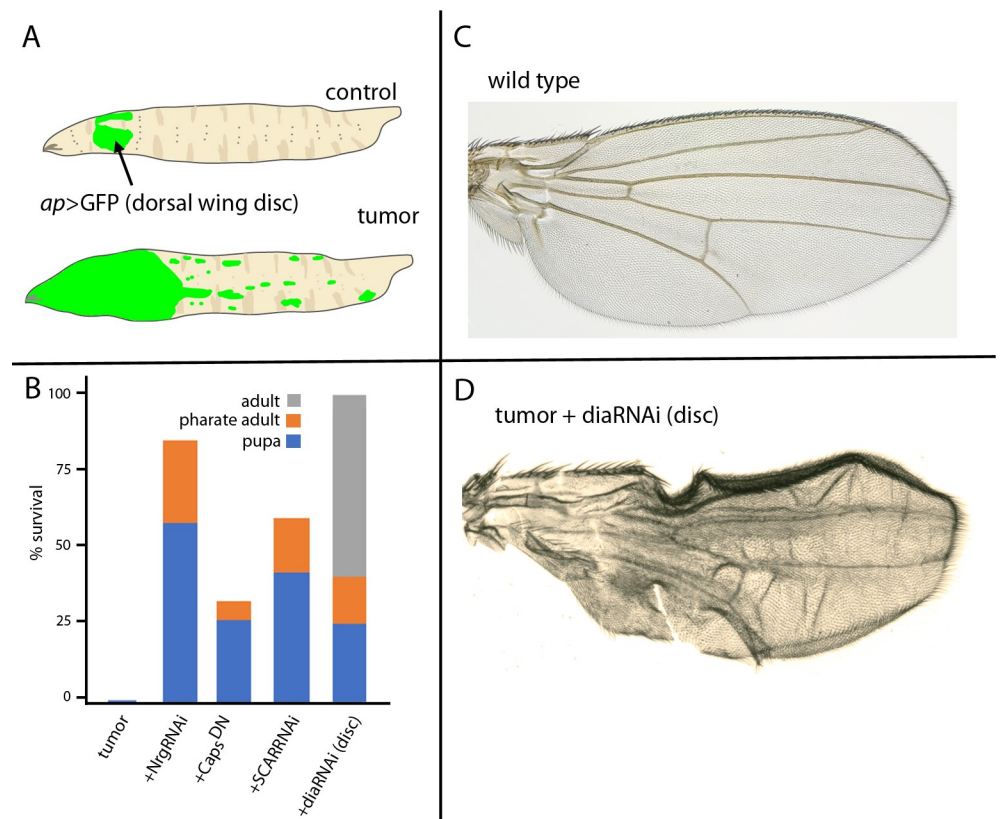 A
control
ap>GFP (dorsal wing disc)
tumor
B
100
75
50
25
0
% survival
adult
pharate adult
pupa
tumor
+NrgRNAi
+Caps DN
+SCARRNAi
+diaRNAi (disc)
C
wild type
D
tumor + diaRNAi (disc)